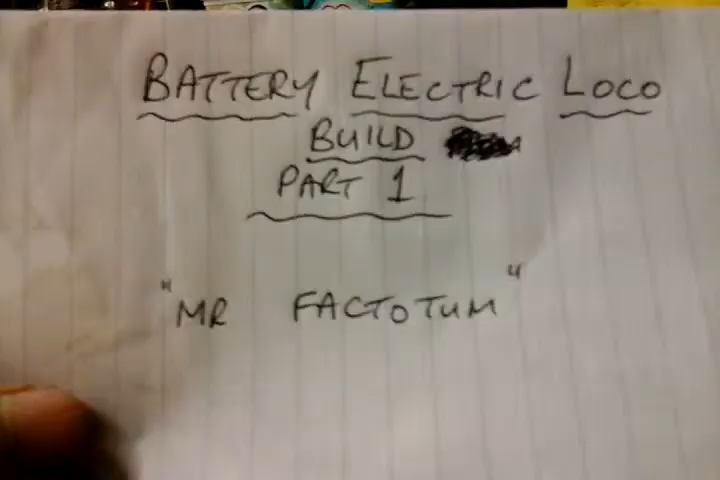 BATTERY ELECTRIC LOCO
BUILD
PART 1
"MR FACTOTUM"